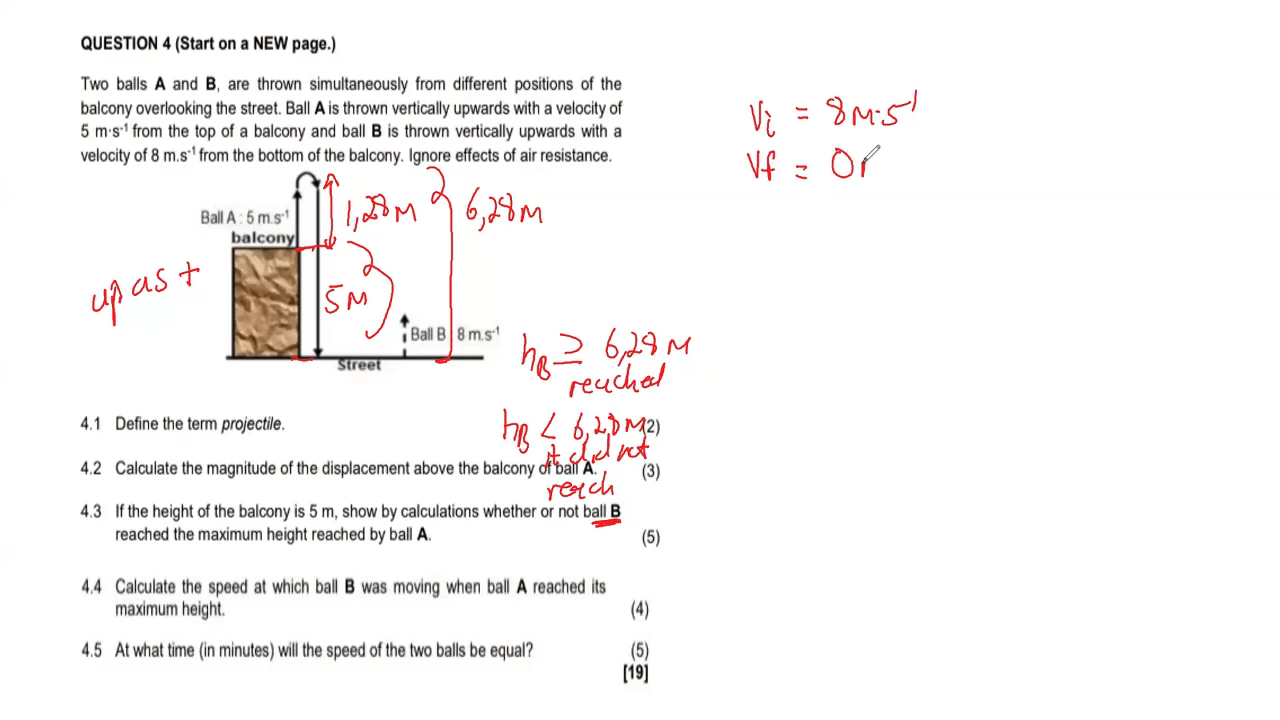 QUESTION 4 (Start on a NEW page.)
Two balls A and B, are thrown simultaneously from different positions of the
balcony overlooking the street. Ball A is thrown vertically upwards with a velocity of
5 m·s⁻¹ from the top of a balcony and ball B is thrown vertically upwards with a
velocity of 8 m.s⁻¹ from the bottom of the balcony. Ignore effects of air resistance.
Vi = 8 M·s⁻¹
Vf = 0
1,28 M
6,28 M
Ball A : 5 m.s⁻¹
balcony
up as +
5 M
Ball B 8 m.s⁻¹
Street
hB ≥ 6,28 M
reached
hB < 6,28 M
it did not
reach
4.1 Define the term projectile. (2)
4.2 Calculate the magnitude of the displacement above the balcony of ball A. (3)
4.3 If the height of the balcony is 5 m, show by calculations whether or not ball B
reached the maximum height reached by ball A. (5)
4.4 Calculate the speed at which ball B was moving when ball A reached its
maximum height. (4)
4.5 At what time (in minutes) will the speed of the two balls be equal? (5)
[19]